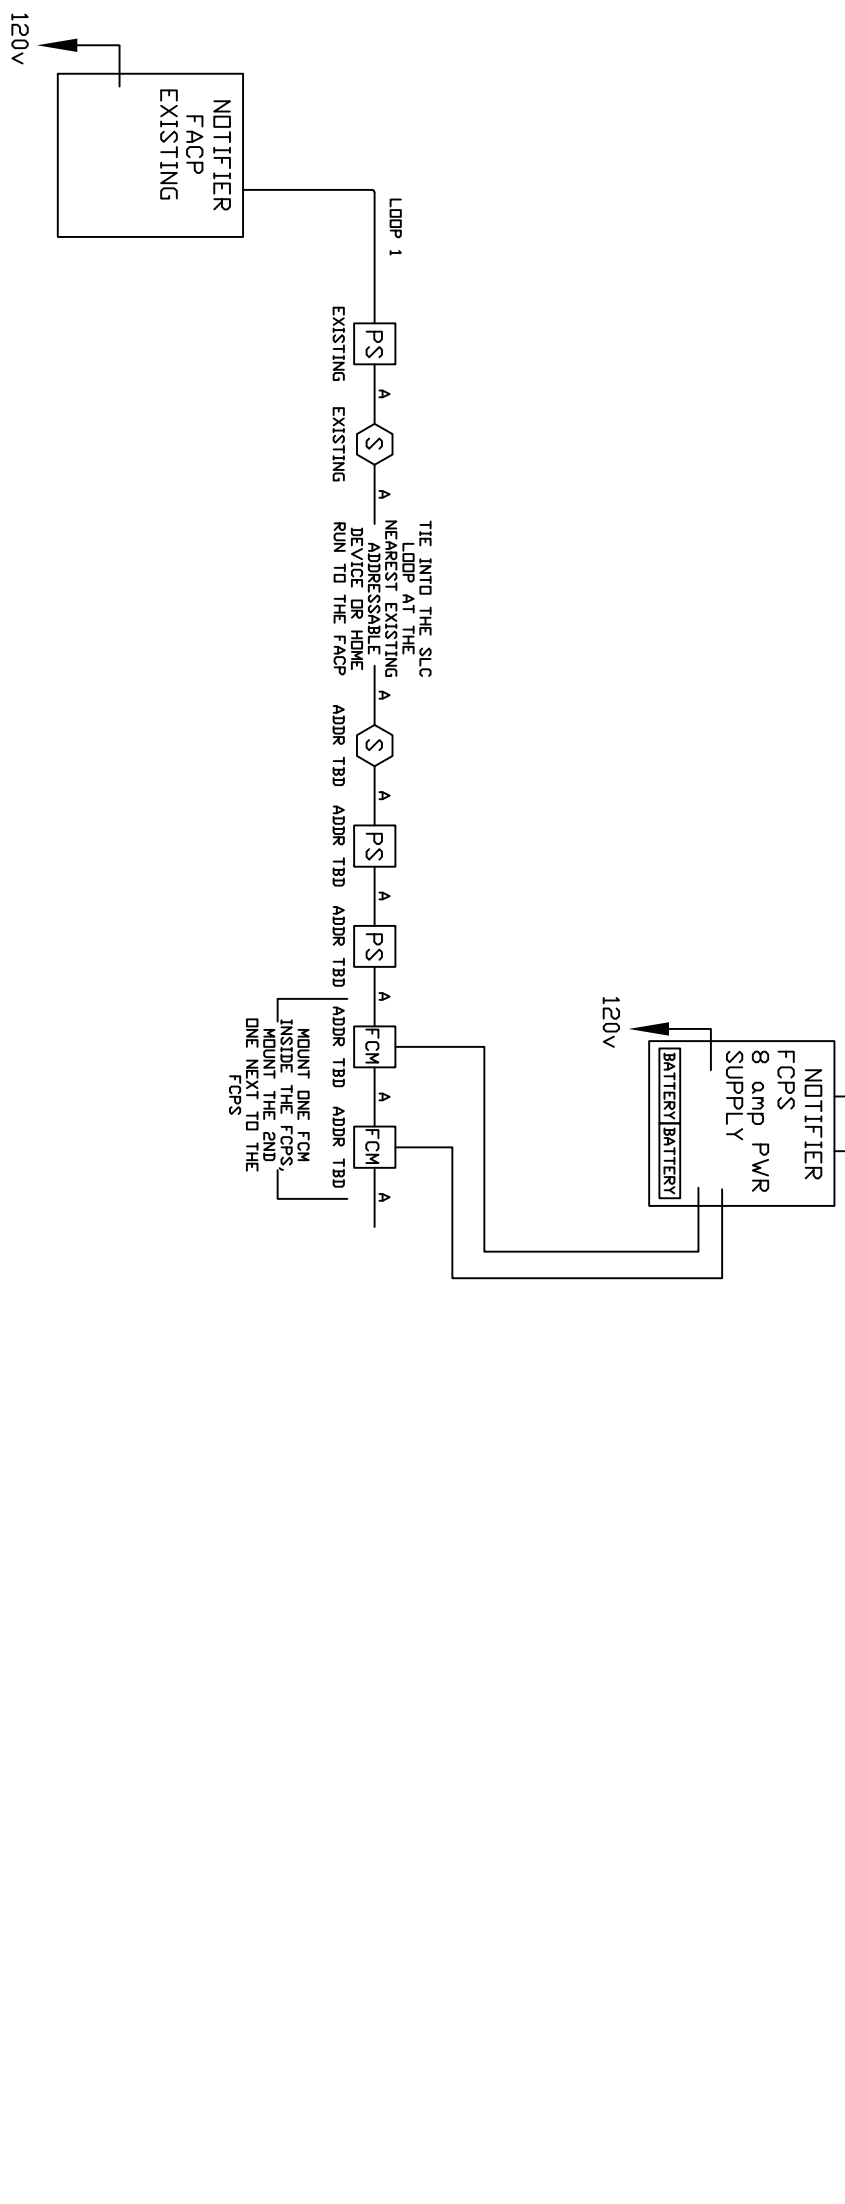 120v
NOTIFIER
FACP
EXISTING
LOOP 1
PS
EXISTING
A
S
EXISTING
A
TIE INTO THE SLC
LOOP AT THE
NEAREST EXISTING
ADDRESSABLE
DEVICE OR HOME
RUN TO THE FACP
A
S
ADDR TBD
A
PS
ADDR TBD
A
PS
ADDR TBD
A
FCM
ADDR TBD
A
FCM
ADDR TBD
A
MOUNT ONE FCM
INSIDE THE FCPS,
MOUNT THE 2ND
ONE NEXT TO THE
FCPS
120v
NOTIFIER
FCPS
8 amp PWR
SUPPLY
BATTERY BATTERY